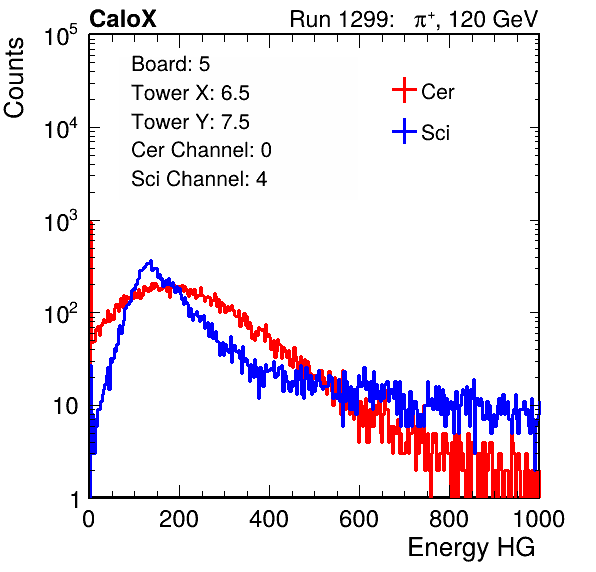 CaloX Run 1299: π⁺, 120 GeV
10⁵
Counts
Board: 5
Tower X: 6.5
Tower Y: 7.5
Cer Channel: 0
Sci Channel: 4
Cer
Sci
10⁴
10³
10²
10
1
0 200 400 600 800 1000
Energy HG